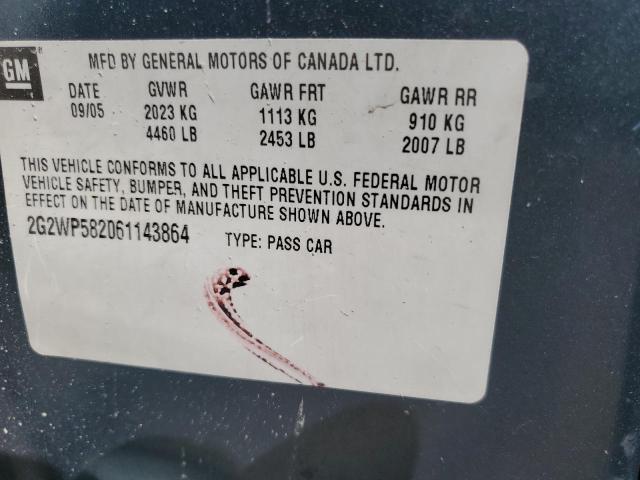 GM
MFD BY GENERAL MOTORS OF CANADA LTD.
DATE GVWR GAWR FRT GAWR RR
09/05 2023 KG 1113 KG 910 KG
4460 LB 2453 LB 2007 LB
THIS VEHICLE CONFORMS TO ALL APPLICABLE U.S. FEDERAL MOTOR
VEHICLE SAFETY, BUMPER, AND THEFT PREVENTION STANDARDS IN
EFFECT ON THE DATE OF MANUFACTURE SHOWN ABOVE.
2G2WP582061143864 TYPE: PASS CAR